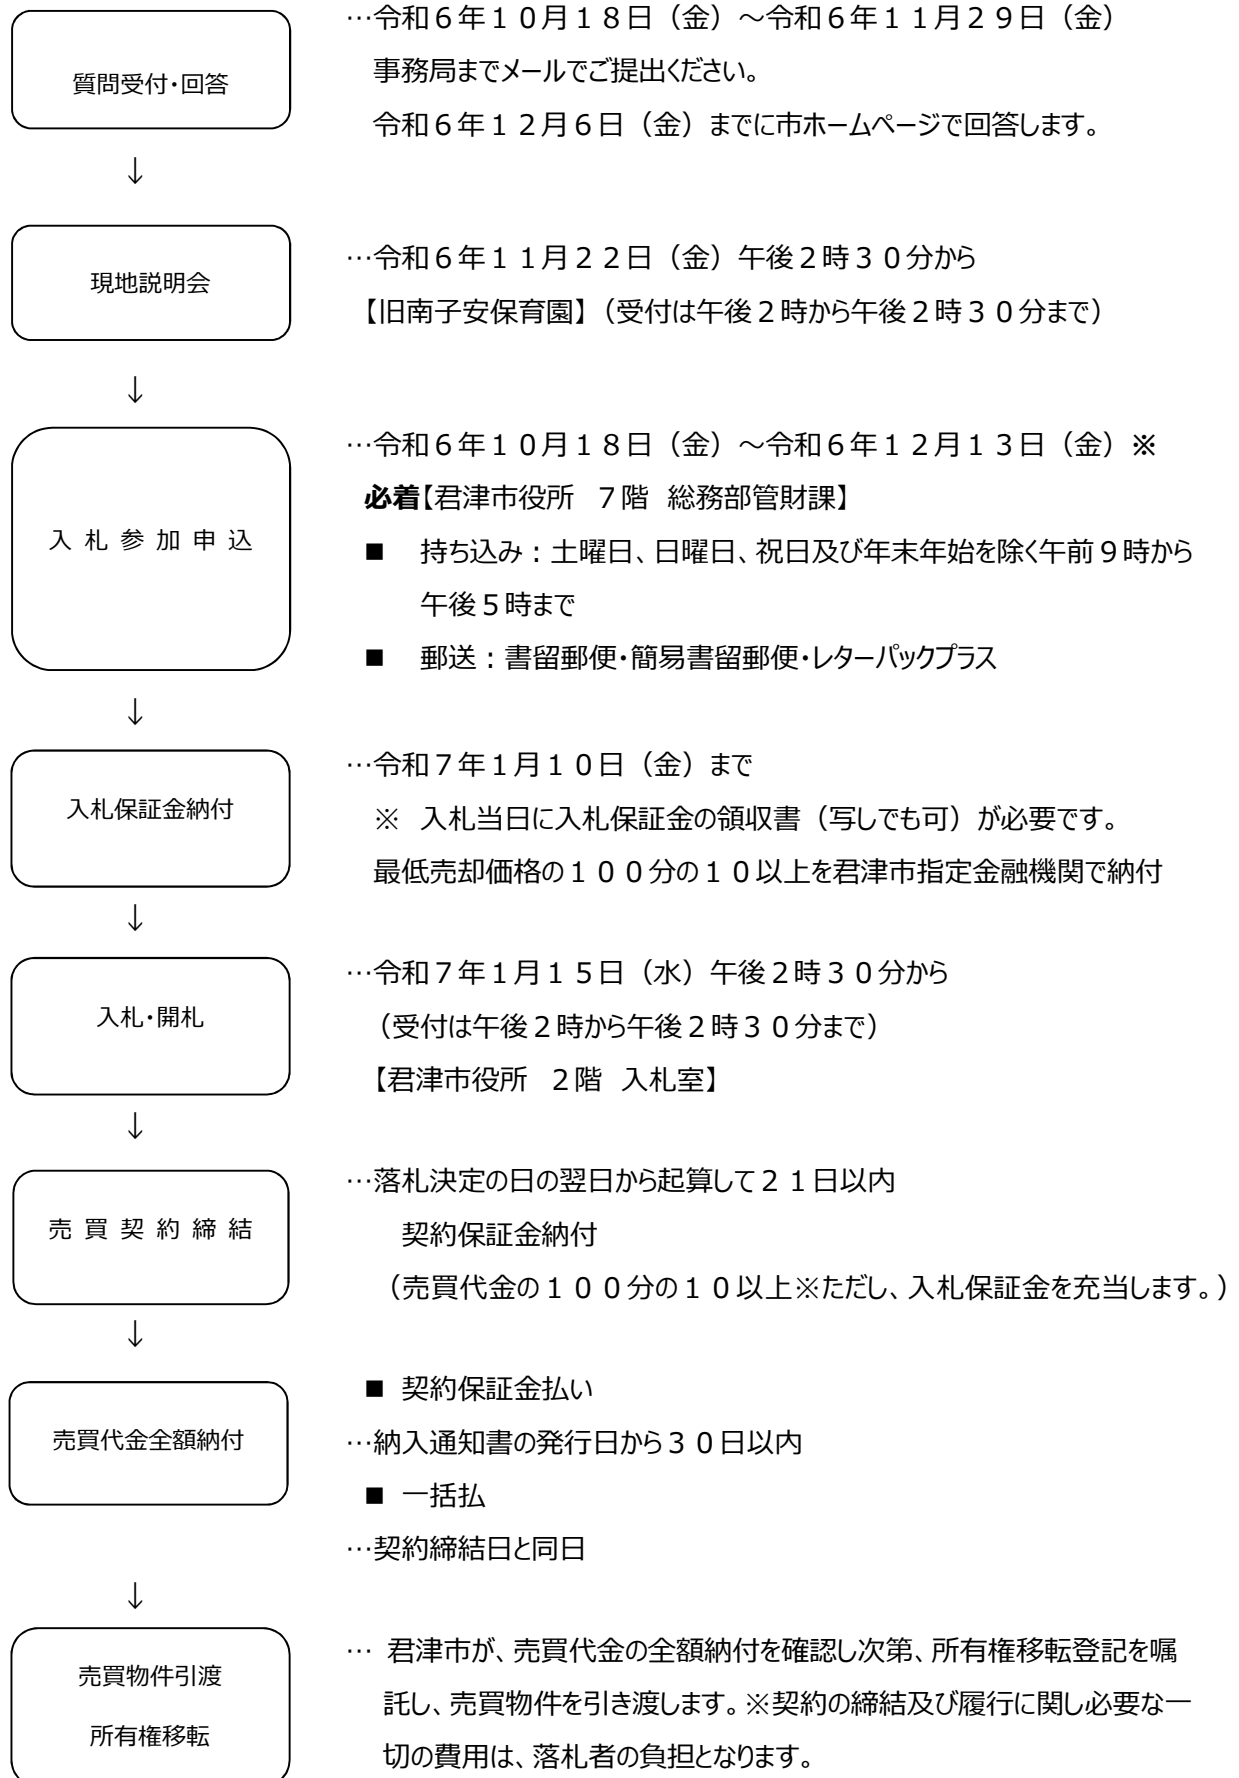 質問受付・回答
…令和６年１０月１８日（金）～令和６年１１月２９日（金）
事務局までメールでご提出ください。
令和６年１２月６日（金）までに市ホームページで回答します。
↓
現地説明会
…令和６年１１月２２日（金）午後２時３０分から
【旧南子安保育園】（受付は午後２時から午後２時３０分まで）
↓
入札参加申込
…令和６年１０月１８日（金）～令和６年１２月１３日（金）※
必着【君津市役所　７階　総務部管財課】
■　持ち込み：土曜日、日曜日、祝日及び年末年始を除く午前９時から
午後５時まで
■　郵送：書留郵便・簡易書留郵便・レターパックプラス
↓
入札保証金納付
…令和７年１月１０日（金）まで
※　入札当日に入札保証金の領収書（写しでも可）が必要です。
最低売却価格の１００分の１０以上を君津市指定金融機関で納付
↓
入札・開札
…令和７年１月１５日（水）午後２時３０分から
（受付は午後２時から午後２時３０分まで）
【君津市役所　２階　入札室】
↓
売買契約締結
…落札決定の日の翌日から起算して２１日以内
契約保証金納付
（売買代金の１００分の１０以上※ただし、入札保証金を充当します。）
↓
売買代金全額納付
■ 契約保証金払い
…納入通知書の発行日から３０日以内
■ 一括払
…契約締結日と同日
↓
売買物件引渡
所有権移転
… 君津市が、売買代金の全額納付を確認し次第、所有権移転登記を嘱
託し、売買物件を引き渡します。※契約の締結及び履行に関し必要な一
切の費用は、落札者の負担となります。